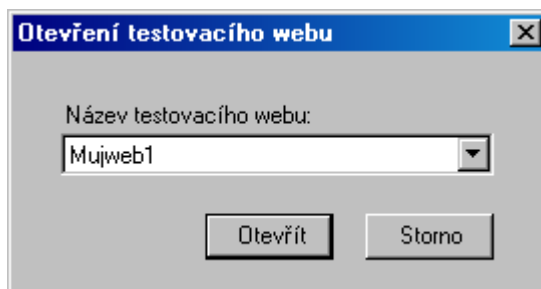 Otevření testovacího webu
Název testovacího webu:
Mujweb1
Otevřít
Storno